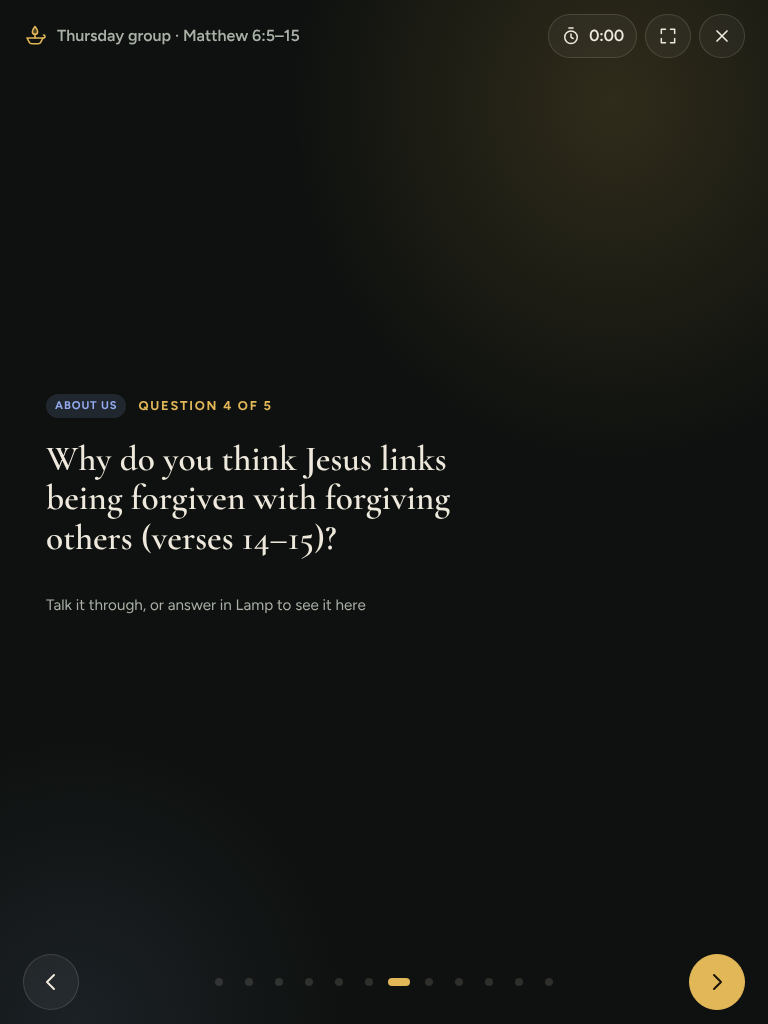 Thursday group · Matthew 6:5–15
0:00
ABOUT US
QUESTION 4 OF 5
Why do you think Jesus links
being forgiven with forgiving
others (verses 14–15)?
Talk it through, or answer in Lamp to see it here